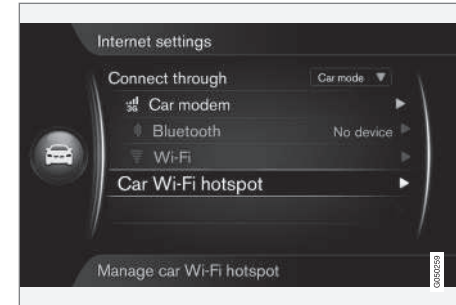 Internet settings
Connect through Car mode
3G Car modem
Bluetooth No device
Wi-Fi
Car Wi-Fi hotspot
Manage car Wi-Fi hotspot
G050259